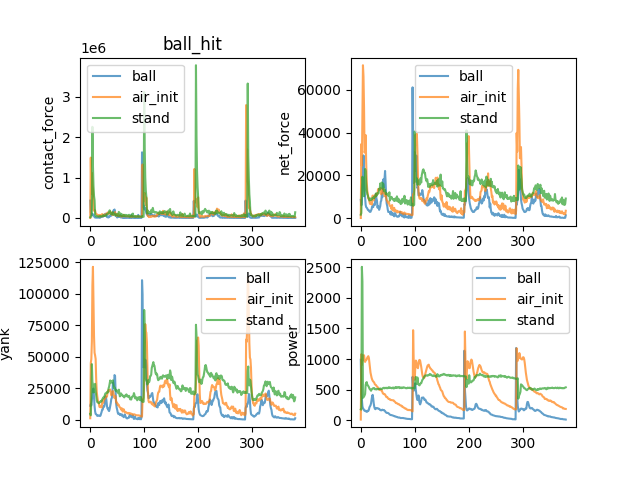 ball_hit
1e6
contact_force
3
2
1
0
0
100
200
300
ball
air_init
stand
net_force
60000
40000
20000
0
0
100
200
300
ball
air_init
stand
yank
125000
100000
75000
50000
25000
0
0
100
200
300
ball
air_init
stand
power
2500
2000
1500
1000
500
0
0
100
200
300
ball
air_init
stand